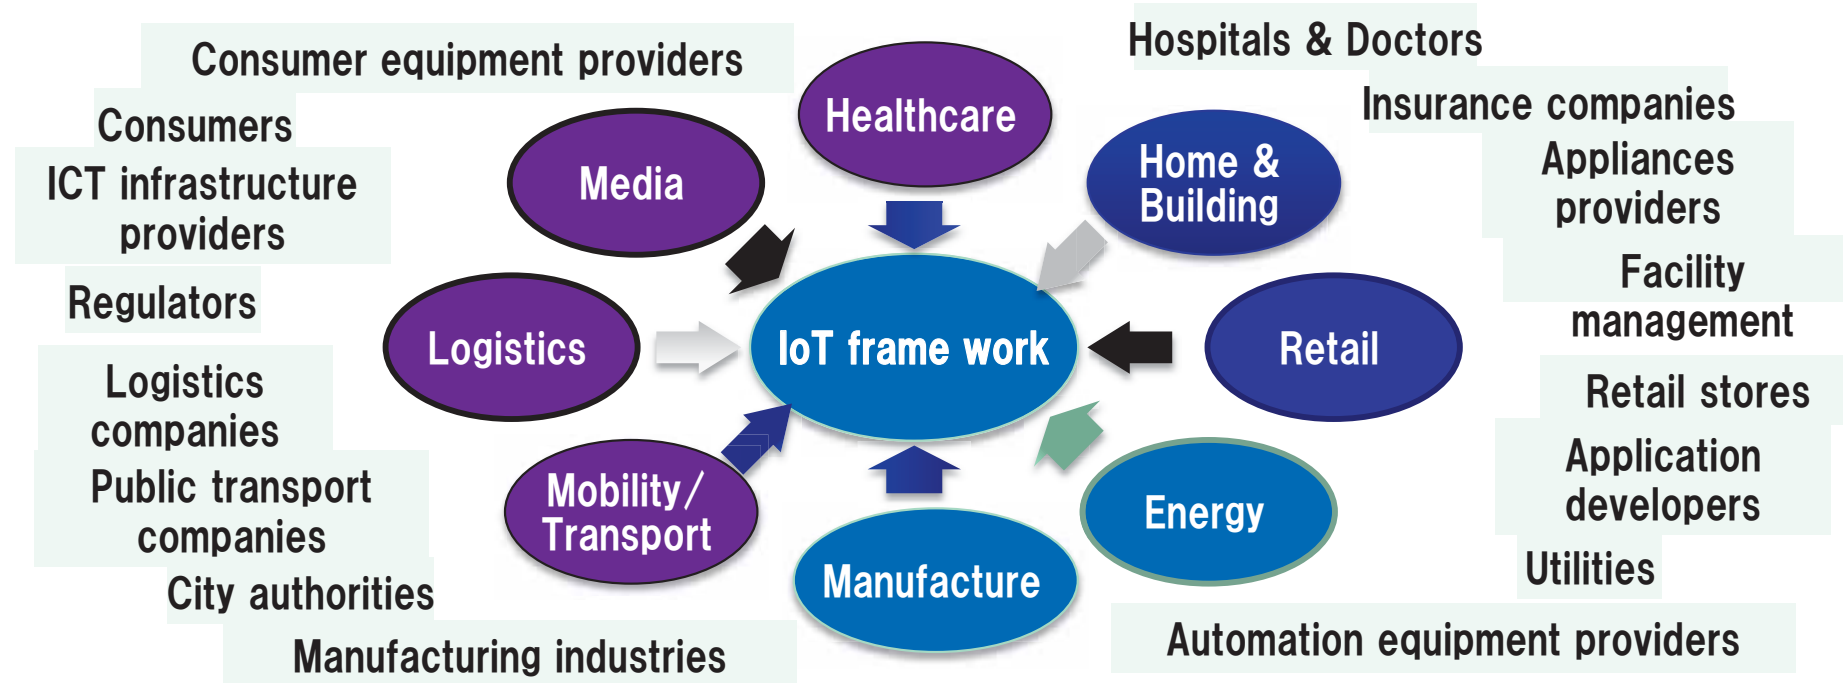 Consumer equipment providers
Hospitals & Doctors
Consumers
Insurance companies
ICT infrastructure
providers
Appliances
providers
Regulators
Facility
management
Logistics
companies
Retail stores
Public transport
companies
Application
developers
City authorities
Utilities
Manufacturing industries
Automation equipment providers
Healthcare
Media
Home &
Building
Logistics
IoT frame work
Retail
Mobility/
Transport
Energy
Manufacture